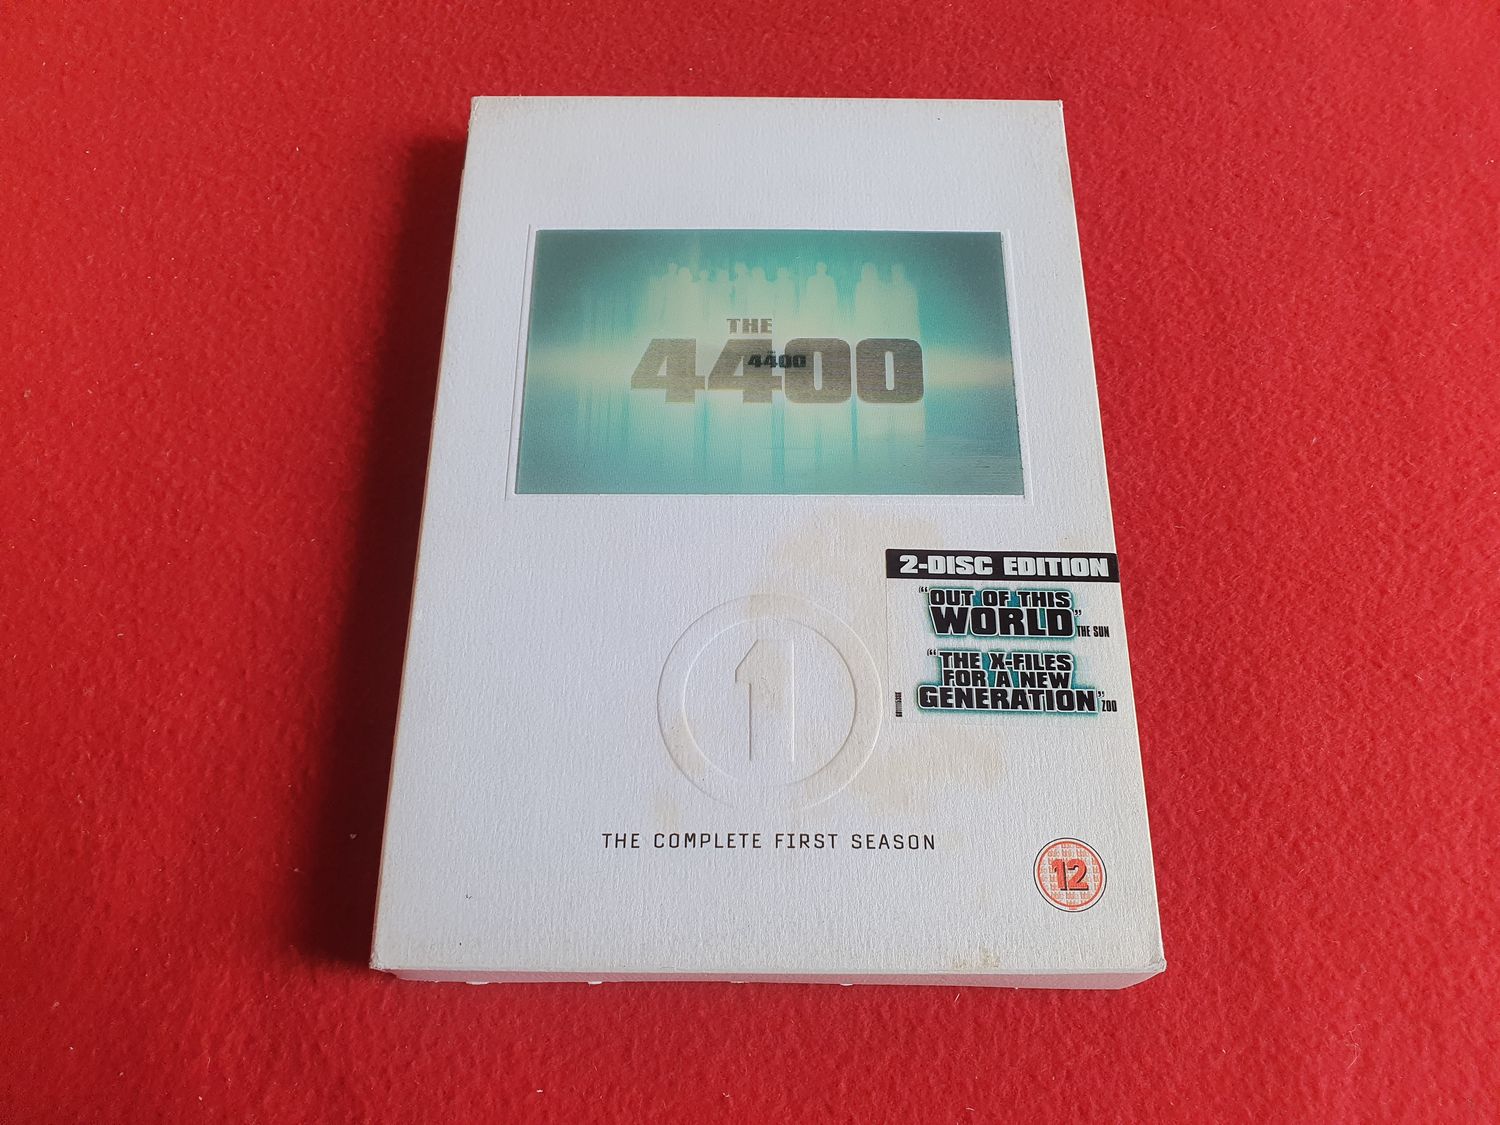 THE
4400
4400
2-DISC EDITION
"OUT OF THIS
WORLD"
THE SUN
"THE X-FILES
FOR A NEW
GENERATION"
ZOO
1
THE COMPLETE FIRST SEASON
12